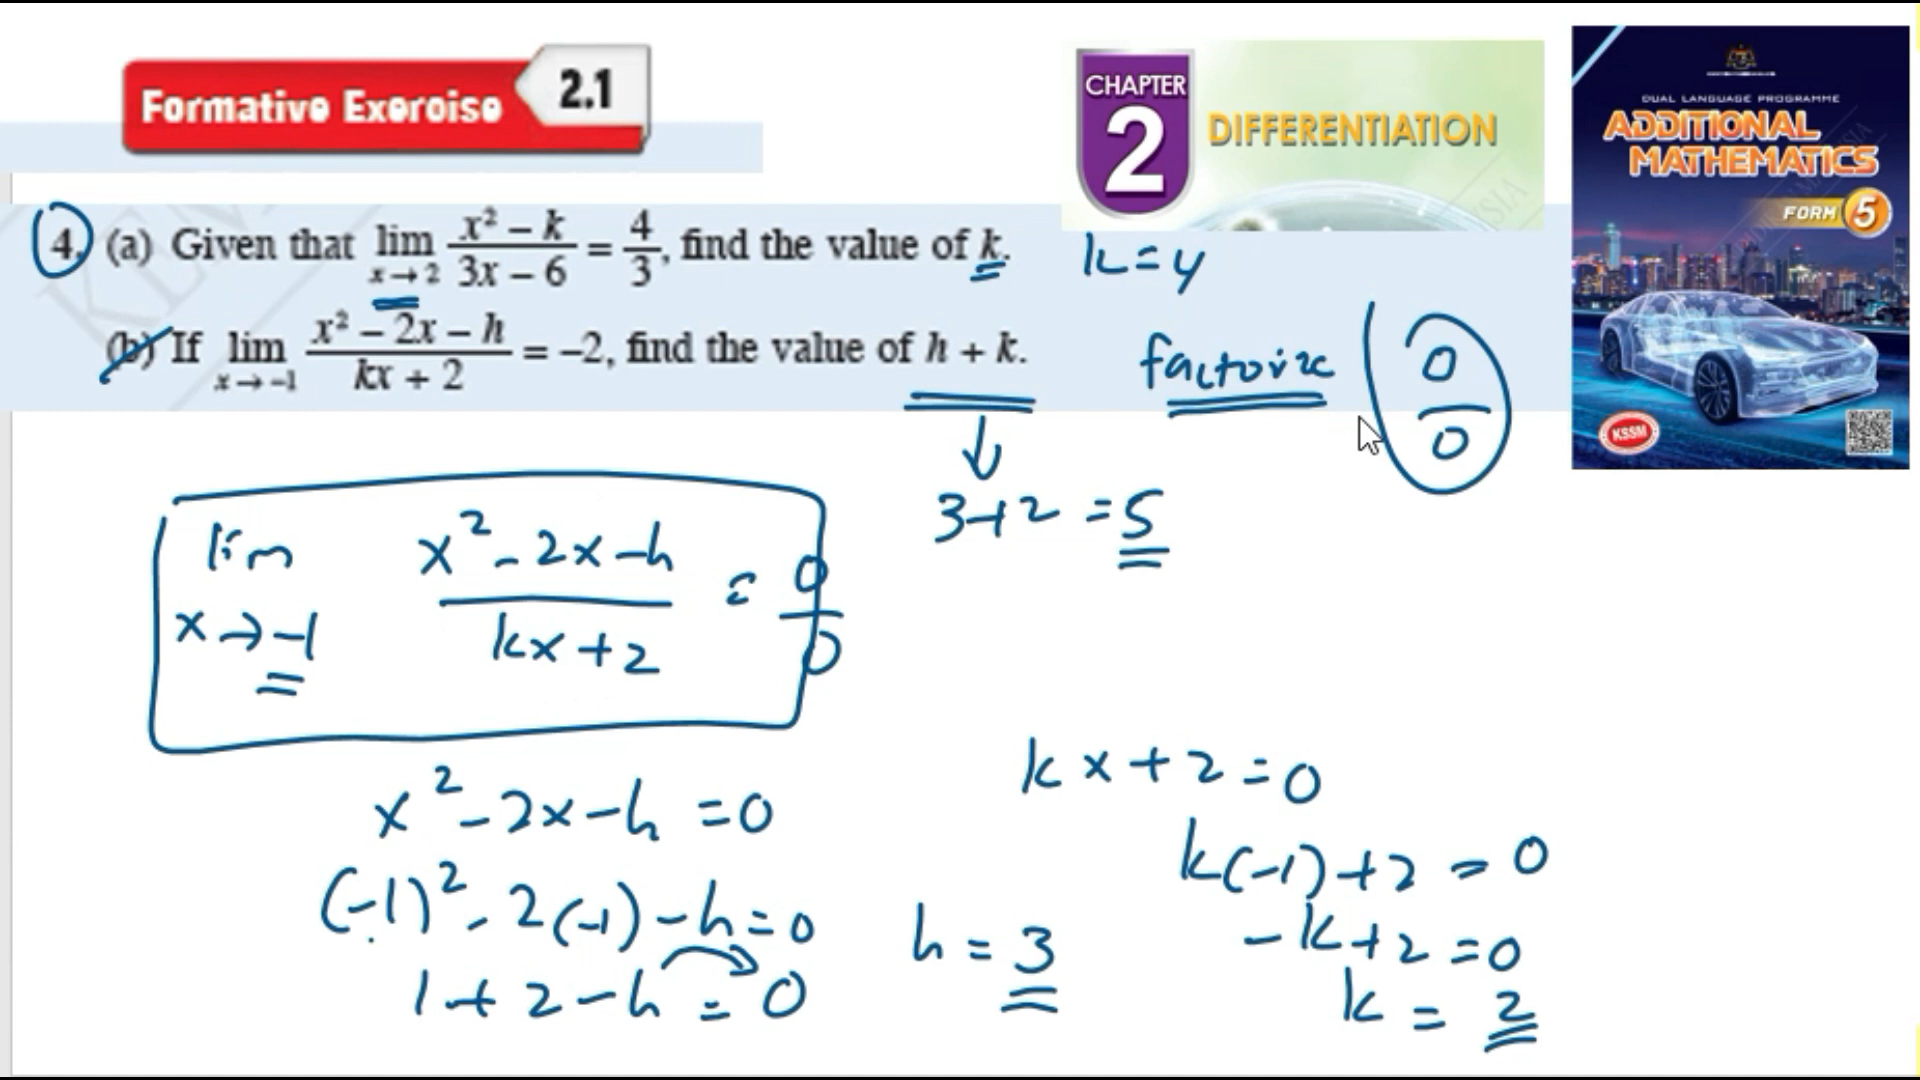 Formative Exercise 2.1
CHAPTER 2 DIFFERENTIATION
DUAL LANGUAGE PROGRAMME
ADDITIONAL
MATHEMATICS
FORM 5
KSSM
4. (a) Given that lim x→2 (x² – k)/(3x – 6) = 4/3, find the value of k.
k = 4
(b) If lim x→–1 (x² – 2x – h)/(kx + 2) = –2, find the value of h + k.
factorize
0/0
↓
3+2 = 5
lim x→-1 (x² - 2x - h)/(kx + 2) = 0/0
x² - 2x - h = 0
(-1)² - 2(-1) - h = 0
1 + 2 - h = 0
h = 3
kx + 2 = 0
k(-1) + 2 = 0
-k + 2 = 0
k = 2